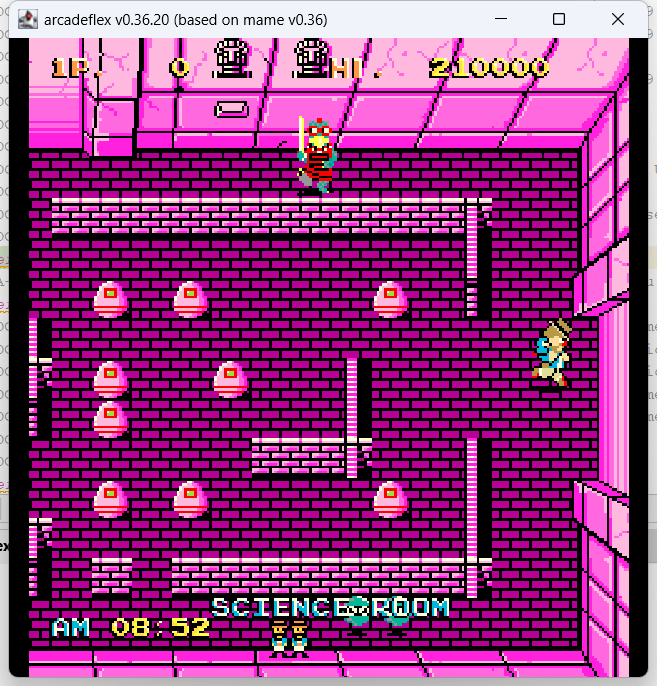 arcadeflex v0.36.20 (based on mame v0.36)
1P. 0 HI. 210000
SCIENCE ROOM
AM 08:52